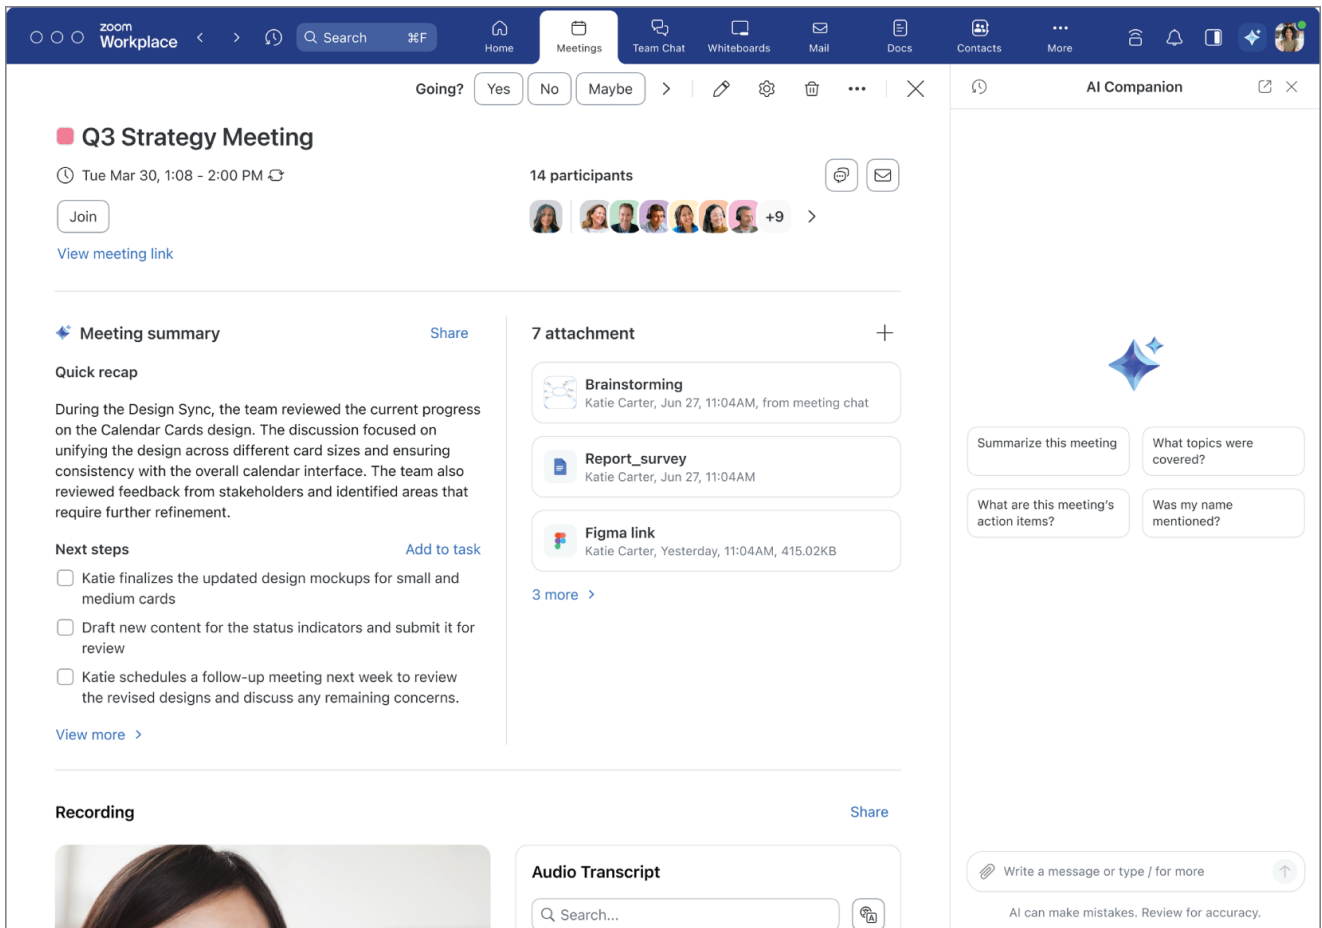 zoom
Workplace
Search ⌘F
Home
Meetings
Team Chat
Whiteboards
Mail
Docs
Contacts
More
Going? Yes No Maybe
Q3 Strategy Meeting
Tue Mar 30, 1:08 - 2:00 PM
Join
View meeting link
14 participants
+9
Meeting summary
Share
Quick recap
During the Design Sync, the team reviewed the current progress
on the Calendar Cards design. The discussion focused on
unifying the design across different card sizes and ensuring
consistency with the overall calendar interface. The team also
reviewed feedback from stakeholders and identified areas that
require further refinement.
Next steps
Add to task
Katie finalizes the updated design mockups for small and
medium cards
Draft new content for the status indicators and submit it for
review
Katie schedules a follow-up meeting next week to review
the revised designs and discuss any remaining concerns.
View more
7 attachment
Brainstorming
Katie Carter, Jun 27, 11:04AM, from meeting chat
Report_survey
Katie Carter, Jun 27, 11:04AM
Figma link
Katie Carter, Yesterday, 11:04AM, 415.02KB
3 more
Recording
Share
Audio Transcript
Search...
AI Companion
Summarize this meeting
What topics were
covered?
What are this meeting's
action items?
Was my name
mentioned?
Write a message or type / for more
AI can make mistakes. Review for accuracy.